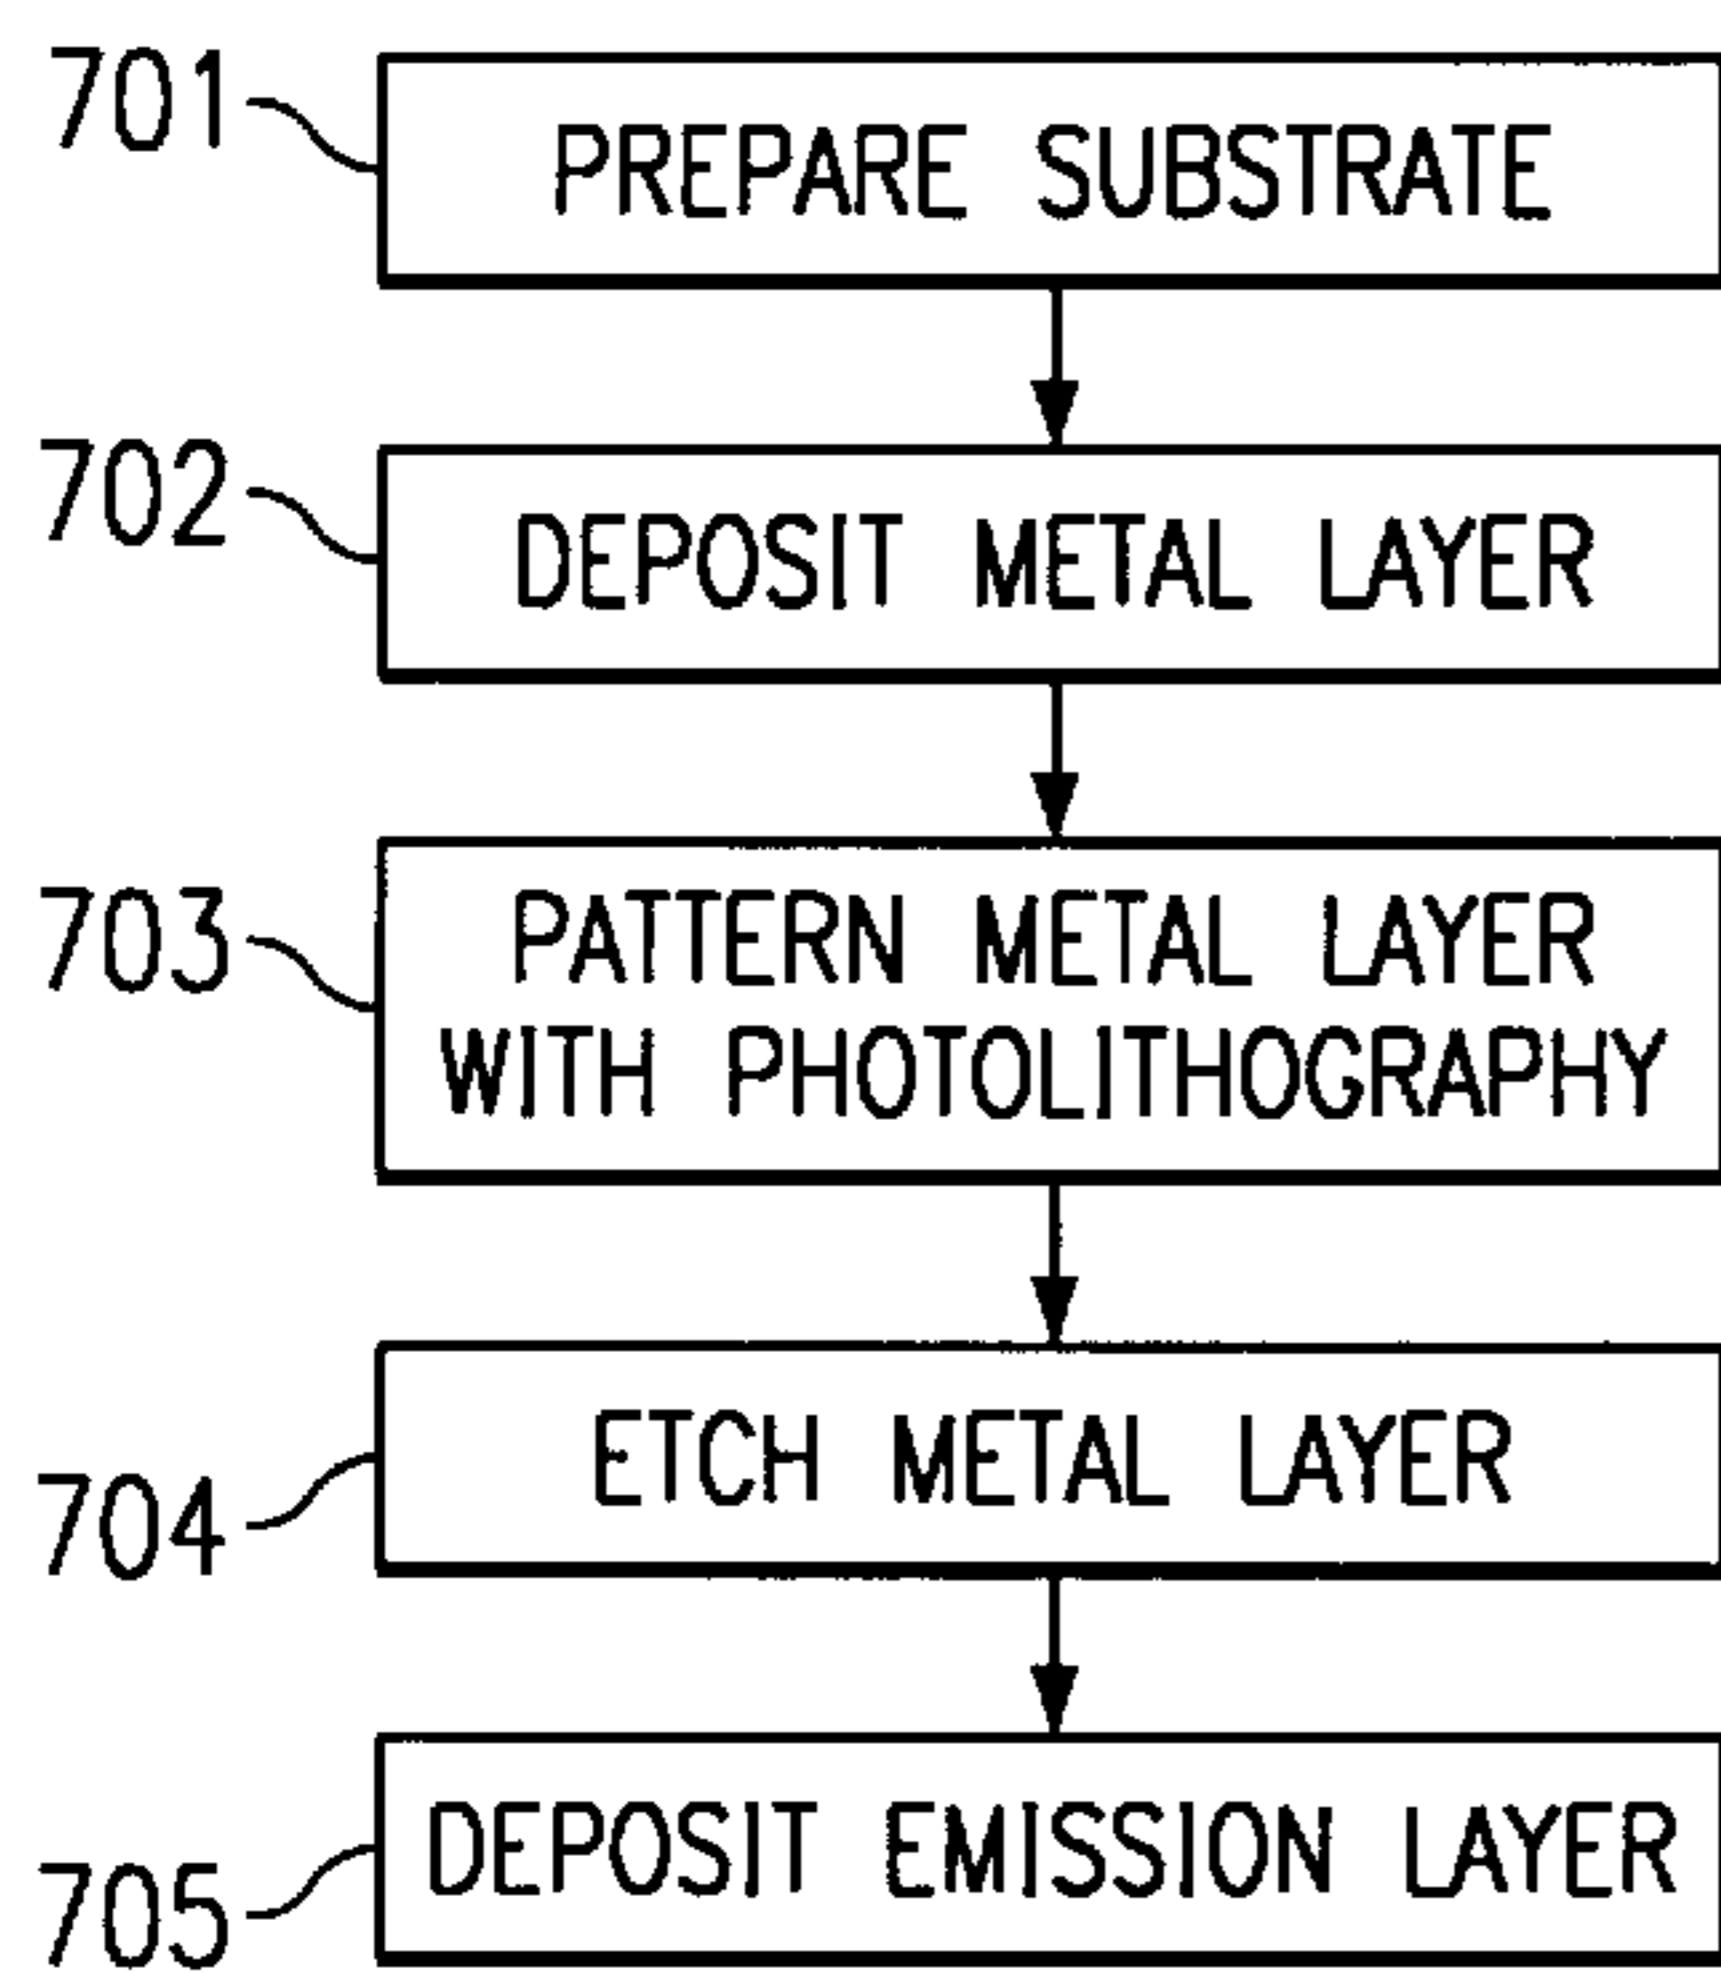 701
PREPARE SUBSTRATE
702
DEPOSIT METAL LAYER
703
PATTERN METAL LAYER
WITH PHOTOLITHOGRAPHY
704
ETCH METAL LAYER
705
DEPOSIT EMISSION LAYER